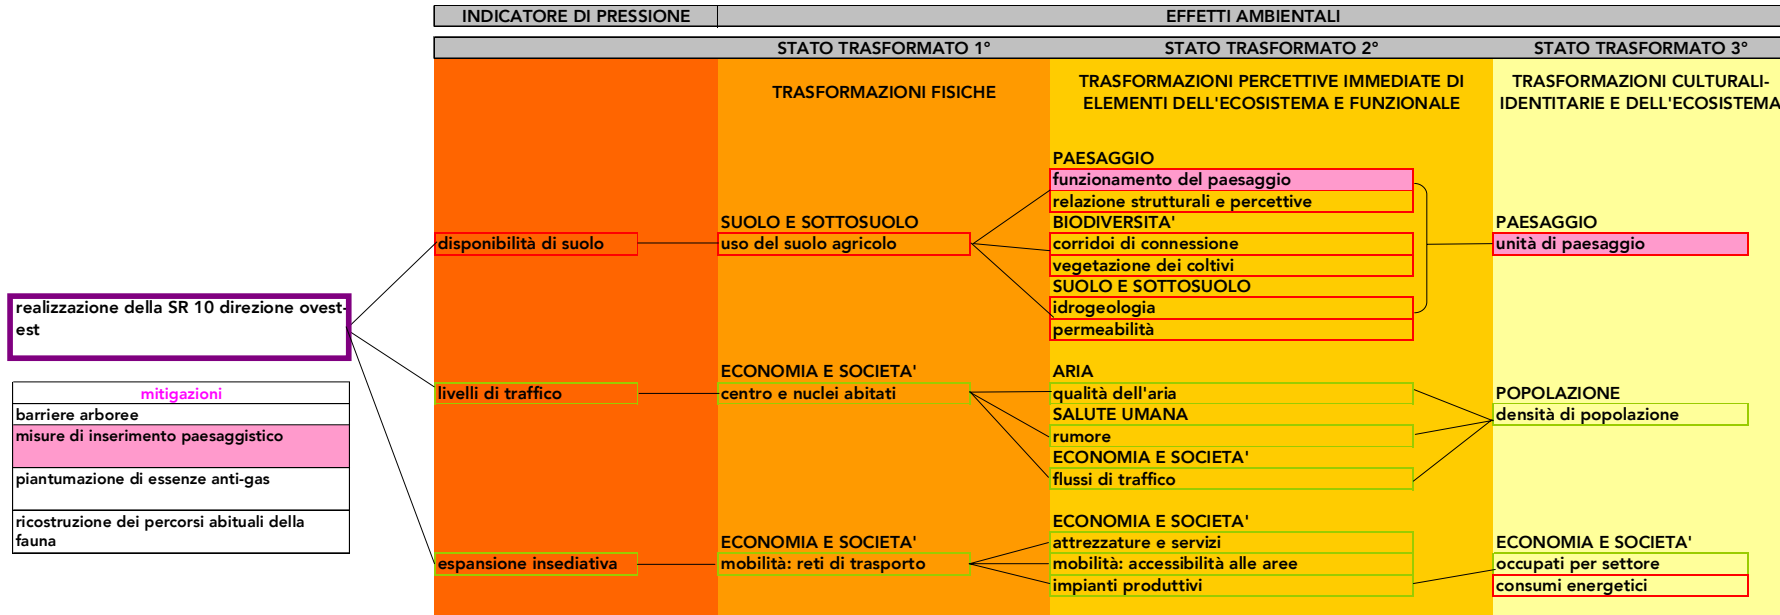 INDICATORE DI PRESSIONE
EFFETTI AMBIENTALI
STATO TRASFORMATO 1°
STATO TRASFORMATO 2°
STATO TRASFORMATO 3°
TRASFORMAZIONI FISICHE
TRASFORMAZIONI PERCETTIVE IMMEDIATE DI
ELEMENTI DELL'ECOSISTEMA E FUNZIONALE
TRASFORMAZIONI CULTURALI-
IDENTITARIE E DELL'ECOSISTEMA
realizzazione della SR 10 direzione ovest-
est
mitigazioni
barriere arboree
misure di inserimento paesaggistico
piantumazione di essenze anti-gas
ricostruzione dei percorsi abituali della
fauna
disponibilità di suolo
SUOLO E SOTTOSUOLO
uso del suolo agricolo
PAESAGGIO
funzionamento del paesaggio
relazione strutturali e percettive
BIODIVERSITA'
corridoi di connessione
vegetazione dei coltivi
SUOLO E SOTTOSUOLO
idrogeologia
permeabilità
PAESAGGIO
unità di paesaggio
livelli di traffico
ECONOMIA E SOCIETA'
centro e nuclei abitati
ARIA
qualità dell'aria
SALUTE UMANA
rumore
ECONOMIA E SOCIETA'
flussi di traffico
POPOLAZIONE
densità di popolazione
espansione insediativa
ECONOMIA E SOCIETA'
mobilità: reti di trasporto
ECONOMIA E SOCIETA'
attrezzature e servizi
mobilità: accessibilità alle aree
impianti produttivi
ECONOMIA E SOCIETA'
occupati per settore
consumi energetici